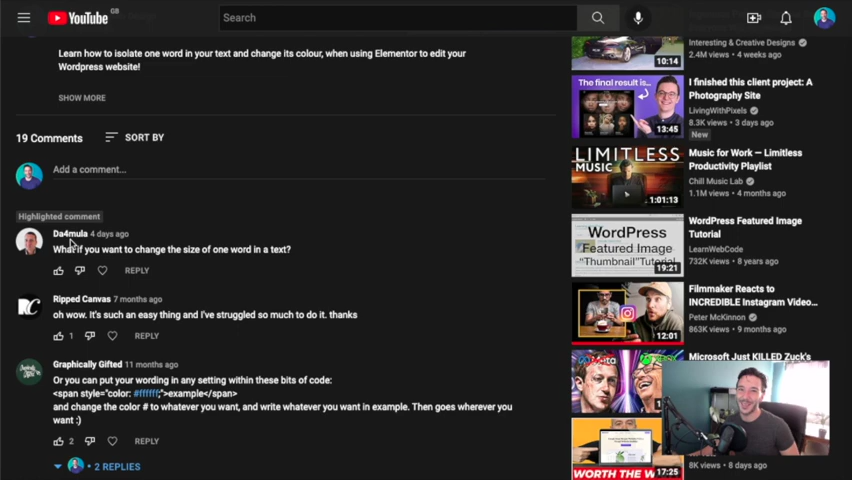 YouTube GB
Search
Learn how to isolate one word in your text and change its colour, when using Elementor to edit your
Wordpress website!
SHOW MORE
19 Comments
SORT BY
Add a comment...
Highlighted comment
Da4mula 4 days ago
What if you want to change the size of one word in a text?
REPLY
Ripped Canvas 7 months ago
oh wow. It's such an easy thing and I've struggled so much to do it. thanks
1
REPLY
Graphically Gifted 11 months ago
Or you can put your wording in any setting within these bits of code:
<span style="color: #ffffff;">example</span>
and change the color # to whatever you want, and write whatever you want in example. Then goes wherever you
want :)
2
REPLY
2 REPLIES
10:14
Interesting & Creative Designs
2.4M views • 4 weeks ago
The final result is...
13:45
I finished this client project: A
Photography Site
LivingWithPixels
8.3K views • 3 days ago
New
LIMITLESS
MUSIC
1:01:13
Music for Work — Limitless
Productivity Playlist
Chill Music Lab
1.1M views • 4 months ago
WordPress
Featured Image
"Thumbnail" Tutorial
19:21
WordPress Featured Image
Tutorial
LearnWebCode
732K views • 8 years ago
12:01
Filmmaker Reacts to
INCREDIBLE Instagram Video...
Peter McKinnon
863K views • 9 months ago
Microsoft Just KILLED Zuck's
WORTH THE W
17:25
8K views • 8 days ago